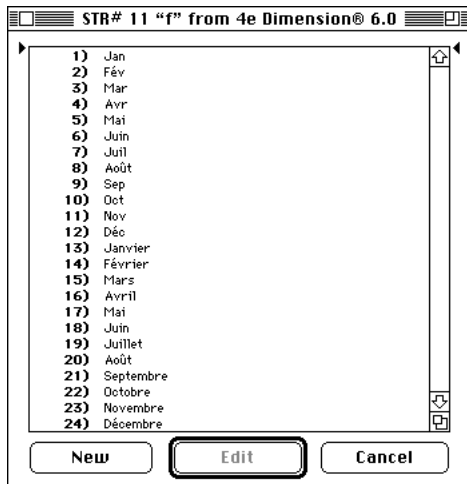 STR# 11 “f” from 4e Dimension® 6.0
1) Jan
2) Fév
3) Mar
4) Avr
5) Mai
6) Juin
7) Juil
8) Août
9) Sep
10) Oct
11) Nov
12) Déc
13) Janvier
14) Février
15) Mars
16) Avril
17) Mai
18) Juin
19) Juillet
20) Août
21) Septembre
22) Octobre
23) Novembre
24) Décembre
New Edit Cancel